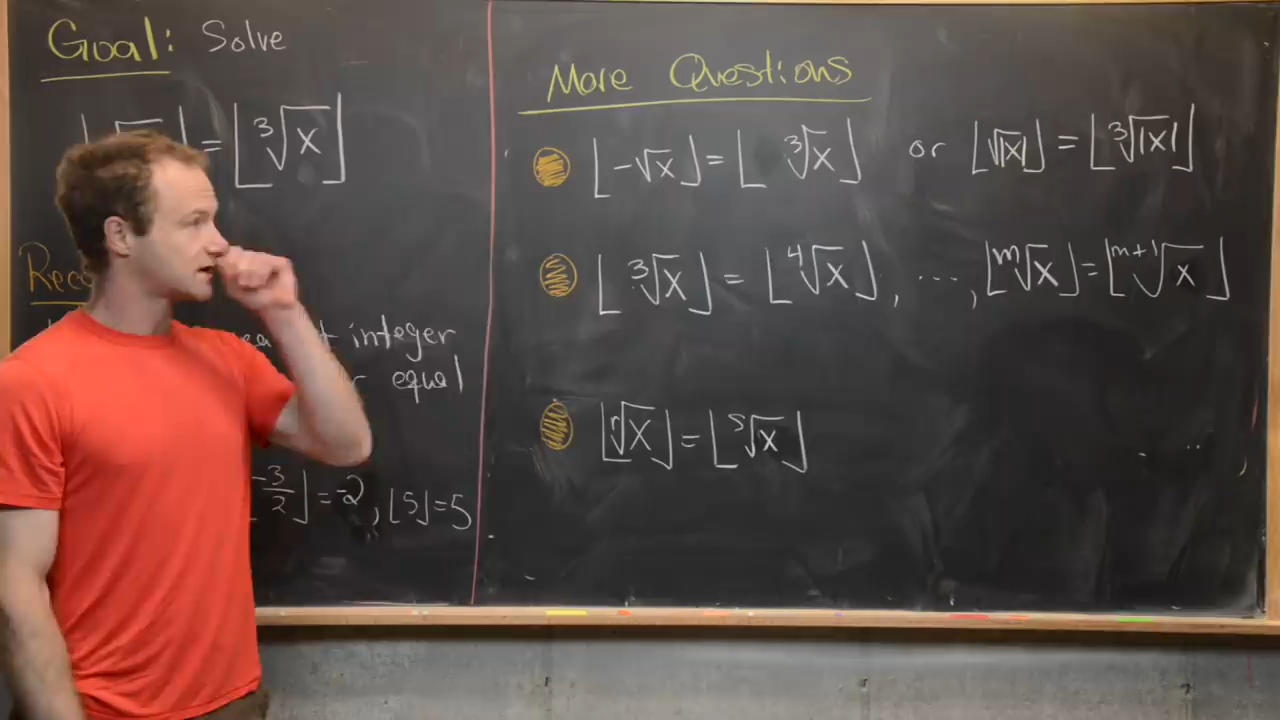 Goal: Solve
⌊√ ⌋ = ⌊∛x⌋
Rec
integer
equal
⌊-3/2⌋ = -2, ⌊5⌋ = 5
More Questions
⌊-√x⌋ = ⌊ ∛x⌋ or ⌊√|x|⌋ = ⌊∛|x|⌋
⌊∛x⌋ = ⌊∜x⌋, ..., ⌊ᵐ√x⌋ = ⌊ᵐ⁺¹√x⌋
⌊√x⌋ = ⌊⁵√x⌋